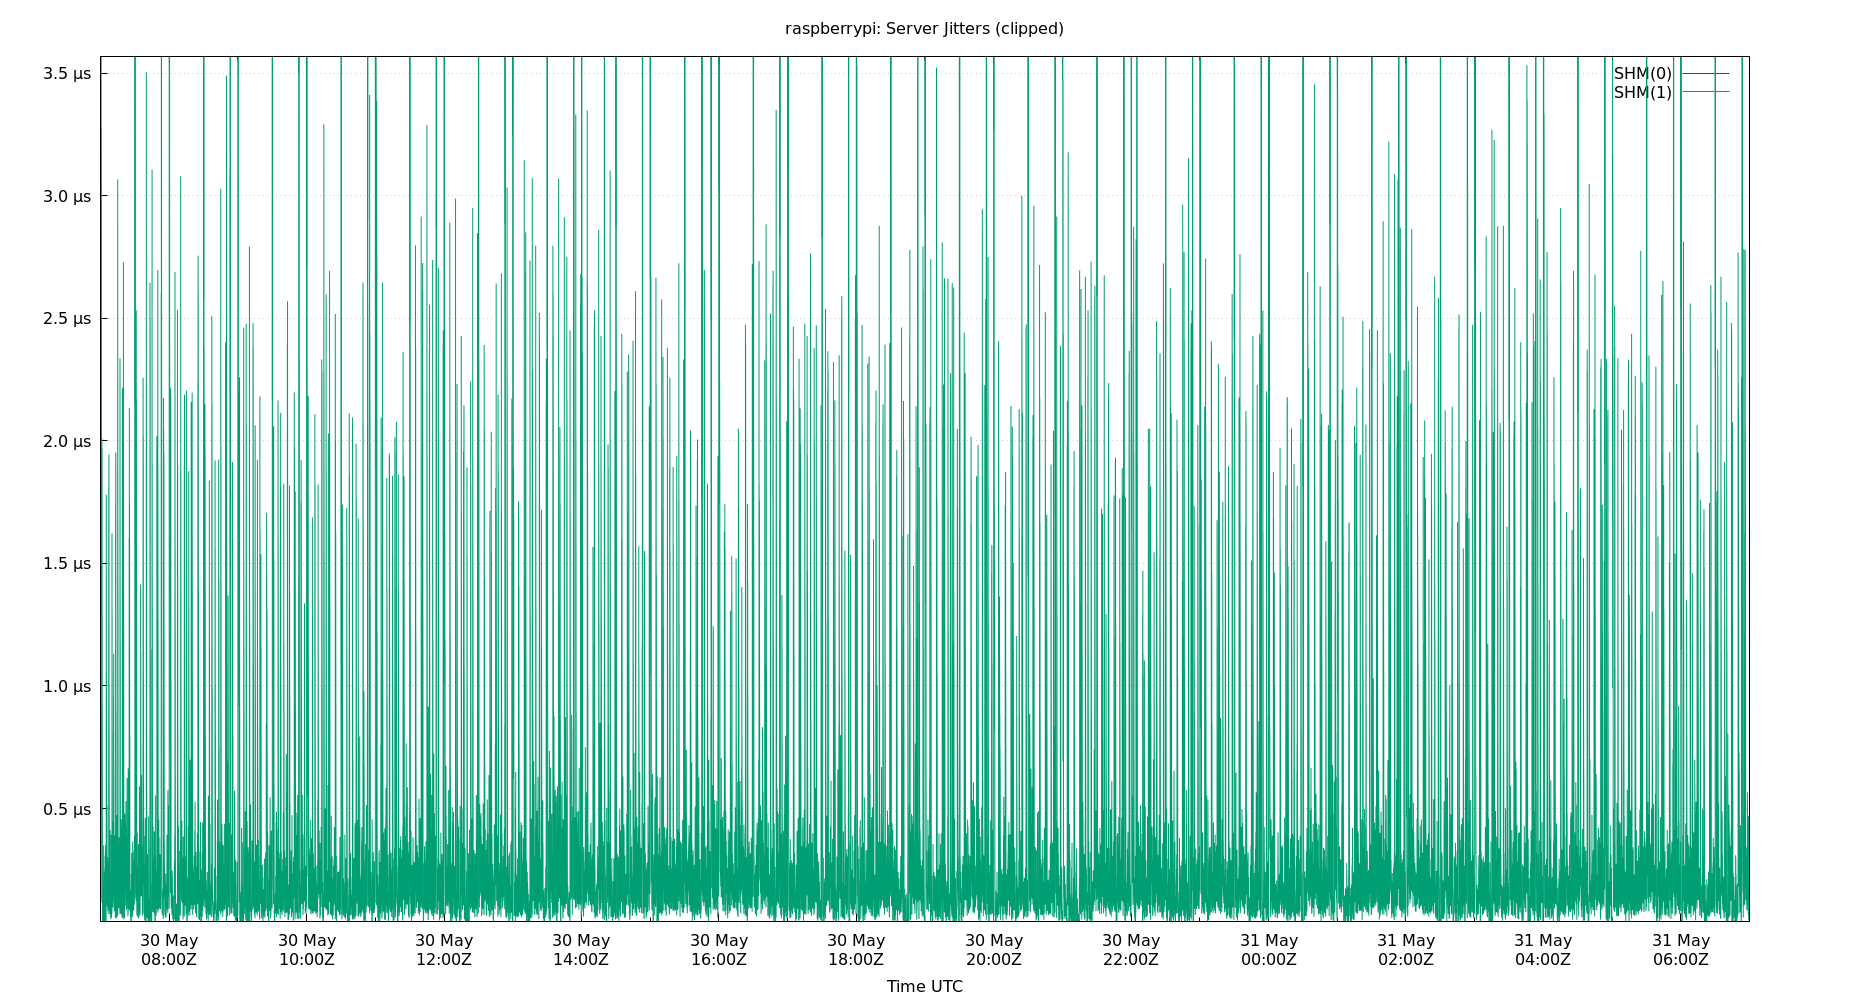 raspberrypi: Server Jitters (clipped)
3.5 µs
3.0 µs
2.5 µs
2.0 µs
1.5 µs
1.0 µs
0.5 µs
SHM(0)
SHM(1)
30 May 30 May 30 May 30 May 30 May 30 May 30 May 30 May 31 May 31 May 31 May 31 May
08:00Z 10:00Z 12:00Z 14:00Z 16:00Z 18:00Z 20:00Z 22:00Z 00:00Z 02:00Z 04:00Z 06:00Z
Time UTC